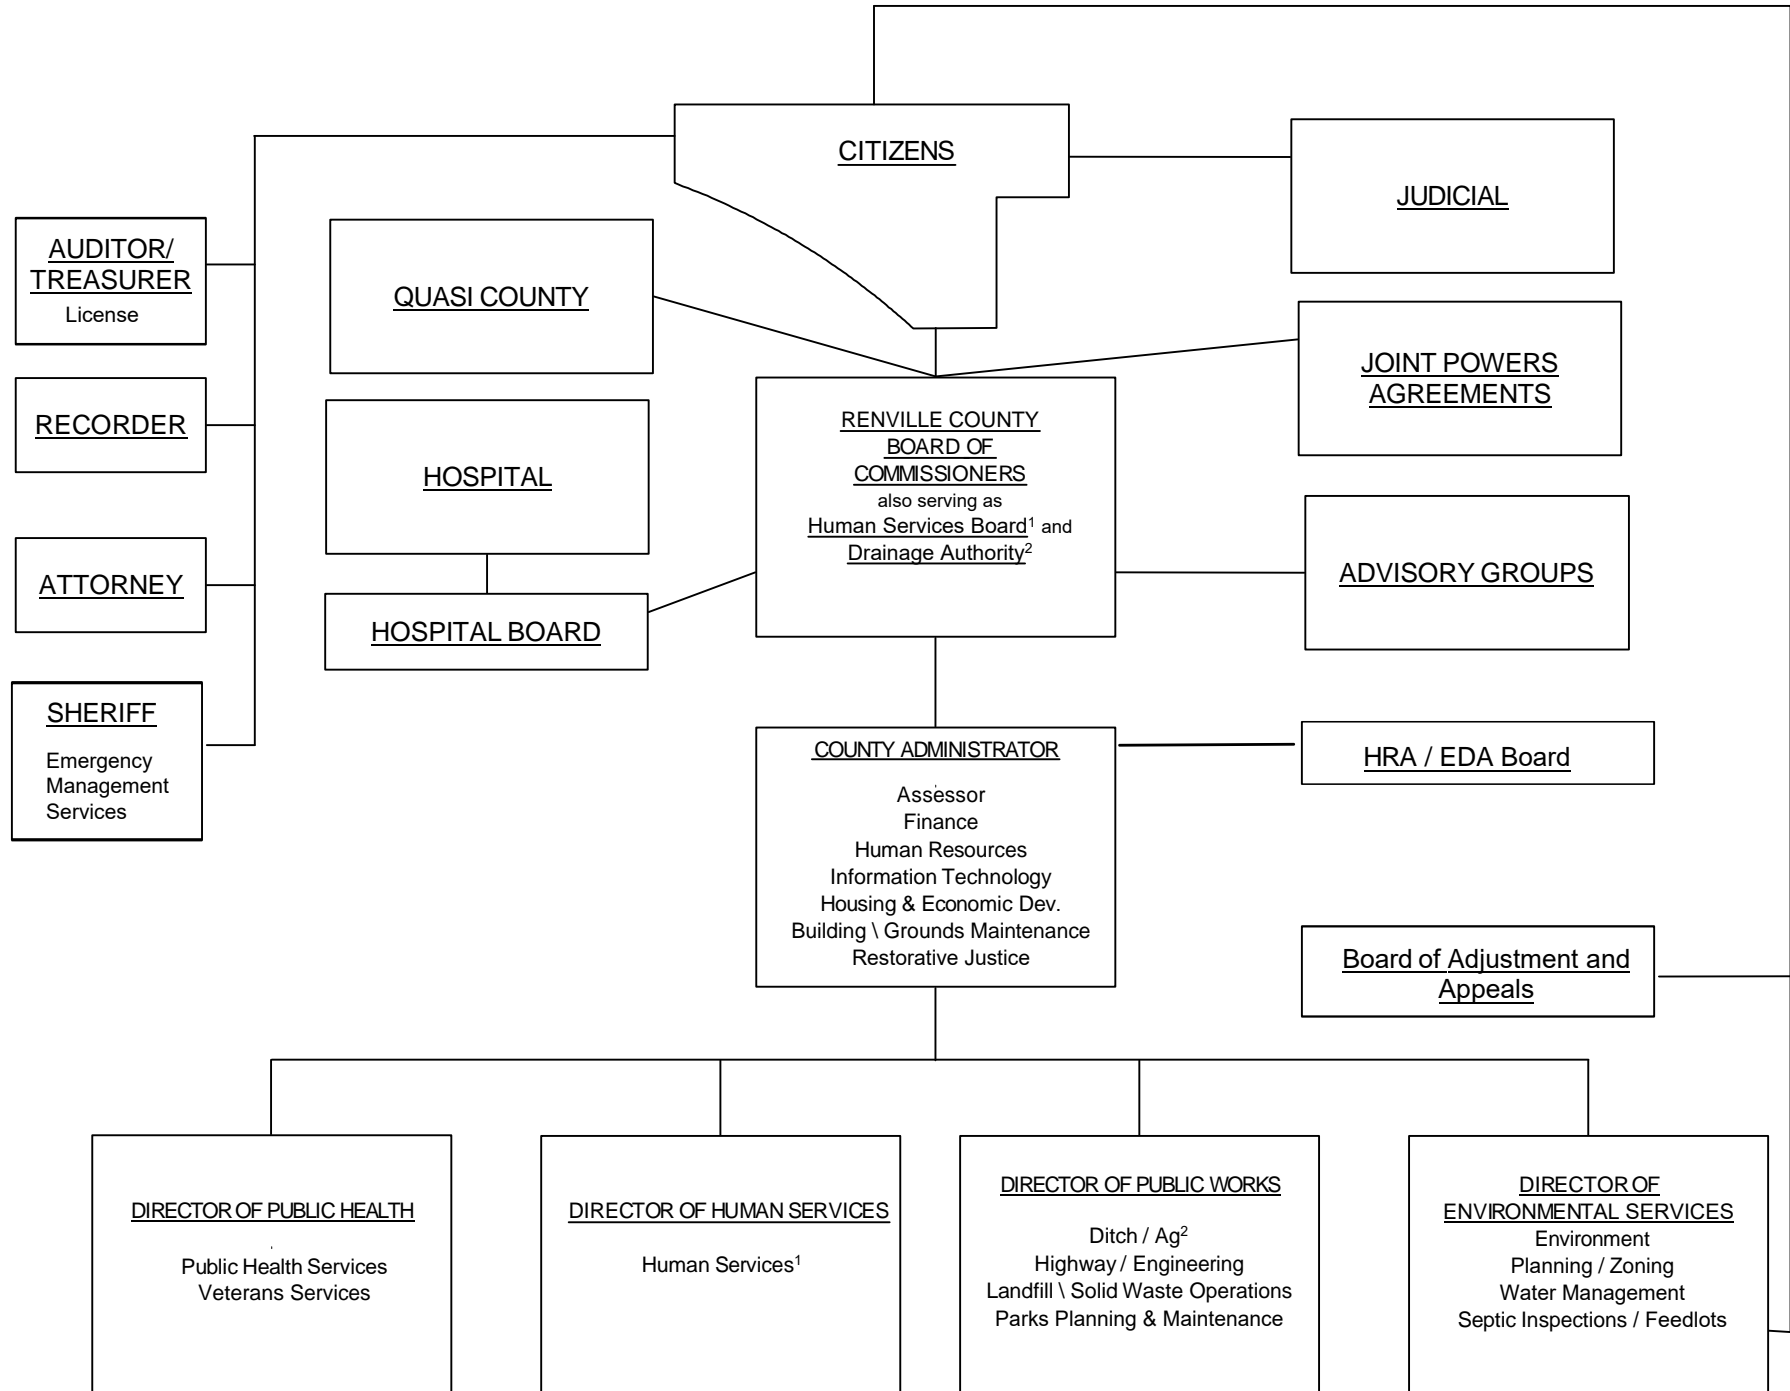 CITIZENS
JUDICIAL
AUDITOR/
TREASURER
License
QUASI COUNTY
JOINT POWERS
AGREEMENTS
RECORDER
HOSPITAL
RENVILLE COUNTY
BOARD OF
COMMISSIONERS
also serving as
Human Services Board¹ and
Drainage Authority²
ATTORNEY
HOSPITAL BOARD
ADVISORY GROUPS
SHERIFF
Emergency
Management
Services
COUNTY ADMINISTRATOR
Assessor
Finance
Human Resources
Information Technology
Housing & Economic Dev.
Building \ Grounds Maintenance
Restorative Justice
HRA / EDA Board
Board of Adjustment and
Appeals
DIRECTOR OF PUBLIC HEALTH
Public Health Services
Veterans Services
DIRECTOR OF HUMAN SERVICES
Human Services¹
DIRECTOR OF PUBLIC WORKS
Ditch / Ag²
Highway / Engineering
Landfill \ Solid Waste Operations
Parks Planning & Maintenance
DIRECTOR OF
ENVIRONMENTAL SERVICES
Environment
Planning / Zoning
Water Management
Septic Inspections / Feedlots